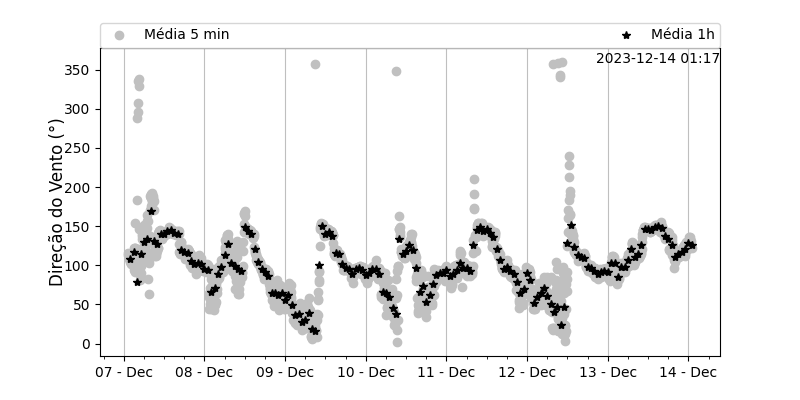 Média 5 min
Média 1h
2023-12-14 01:17
Direção do Vento (°)
350
300
250
200
150
100
50
0
07 - Dec
08 - Dec
09 - Dec
10 - Dec
11 - Dec
12 - Dec
13 - Dec
14 - Dec